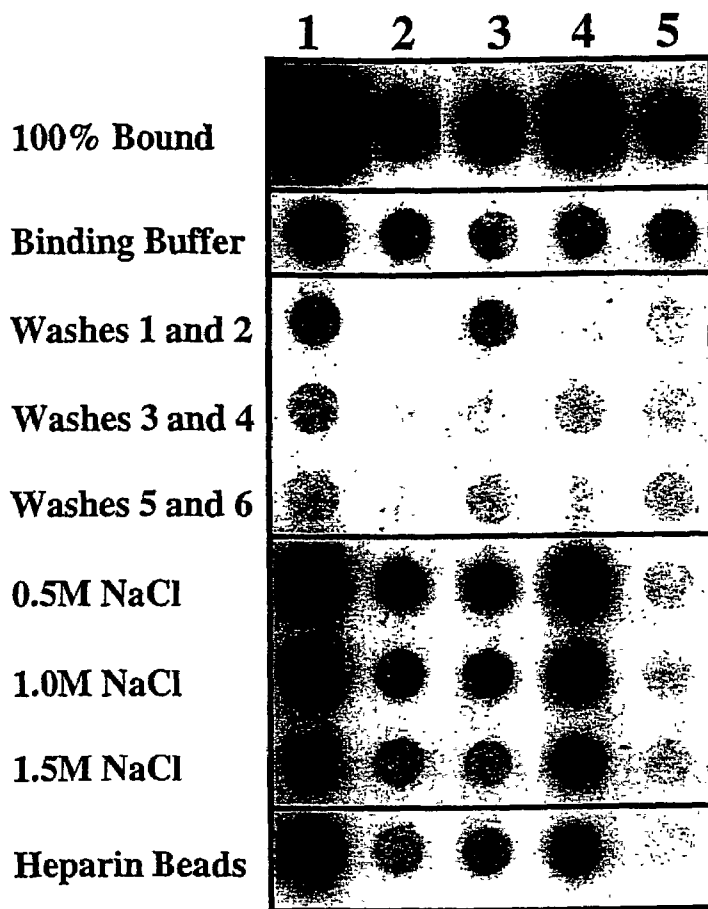 1 2 3 4 5
100% Bound
Binding Buffer
Washes 1 and 2
Washes 3 and 4
Washes 5 and 6
0.5M NaCl
1.0M NaCl
1.5M NaCl
Heparin Beads